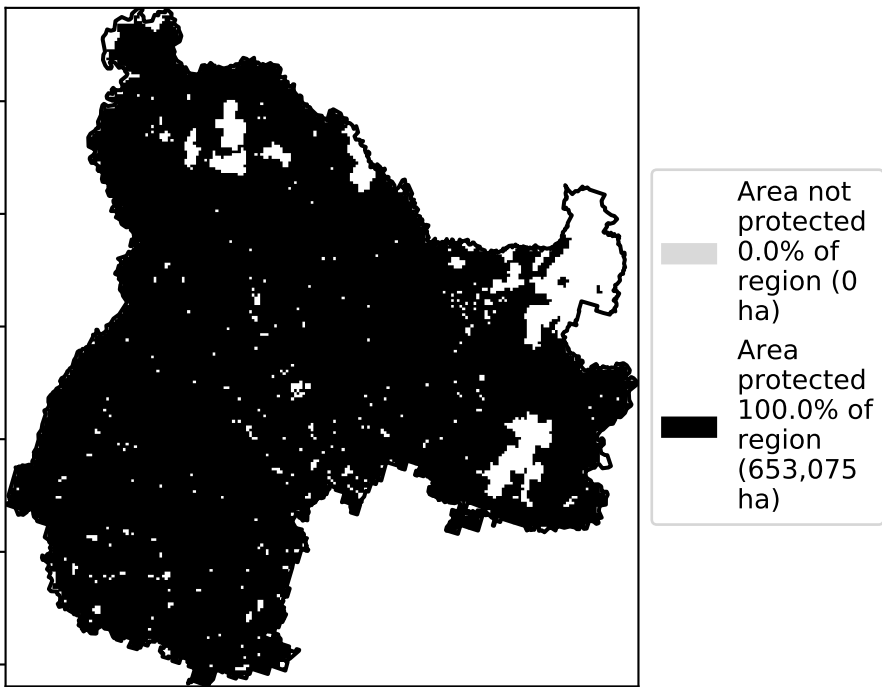 Area not
protected
0.0% of
region (0
ha)
Area
protected
100.0% of
region
(653,075
ha)